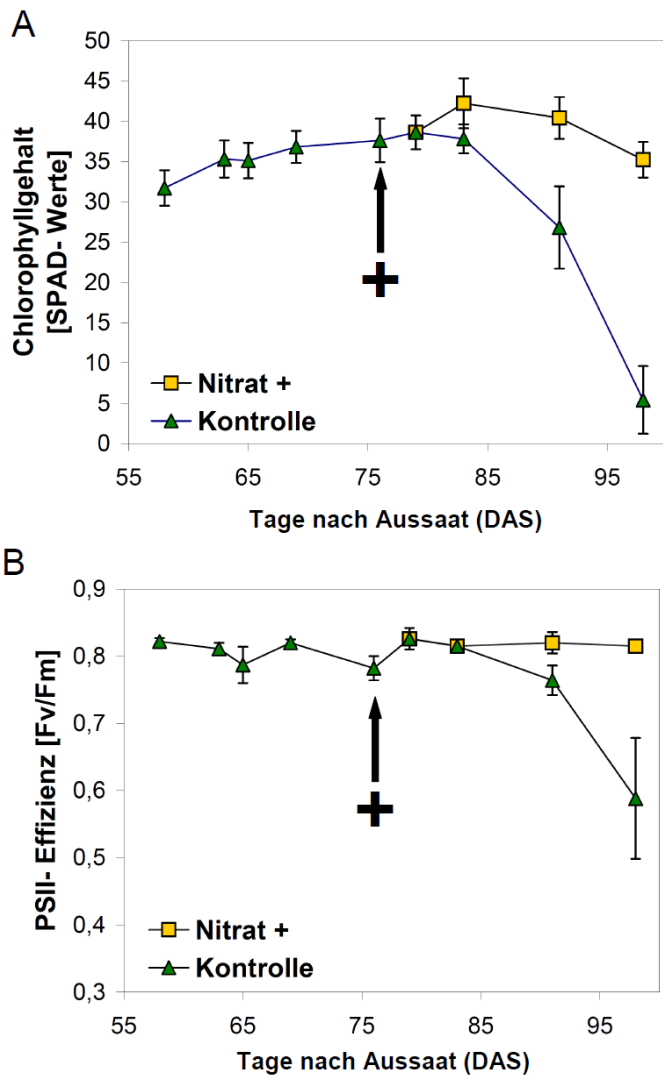 A
50
45
40
35
30
25
20
15
10
5
0
Chlorophyllgehalt
[SPAD- Werte]
+
Nitrat +
Kontrolle
55 65 75 85 95
Tage nach Aussaat (DAS)
B
0,9
0,8
0,7
0,6
0,5
0,4
0,3
PSII- Effizienz [Fv/Fm]
+
Nitrat +
Kontrolle
55 65 75 85 95
Tage nach Aussaat (DAS)